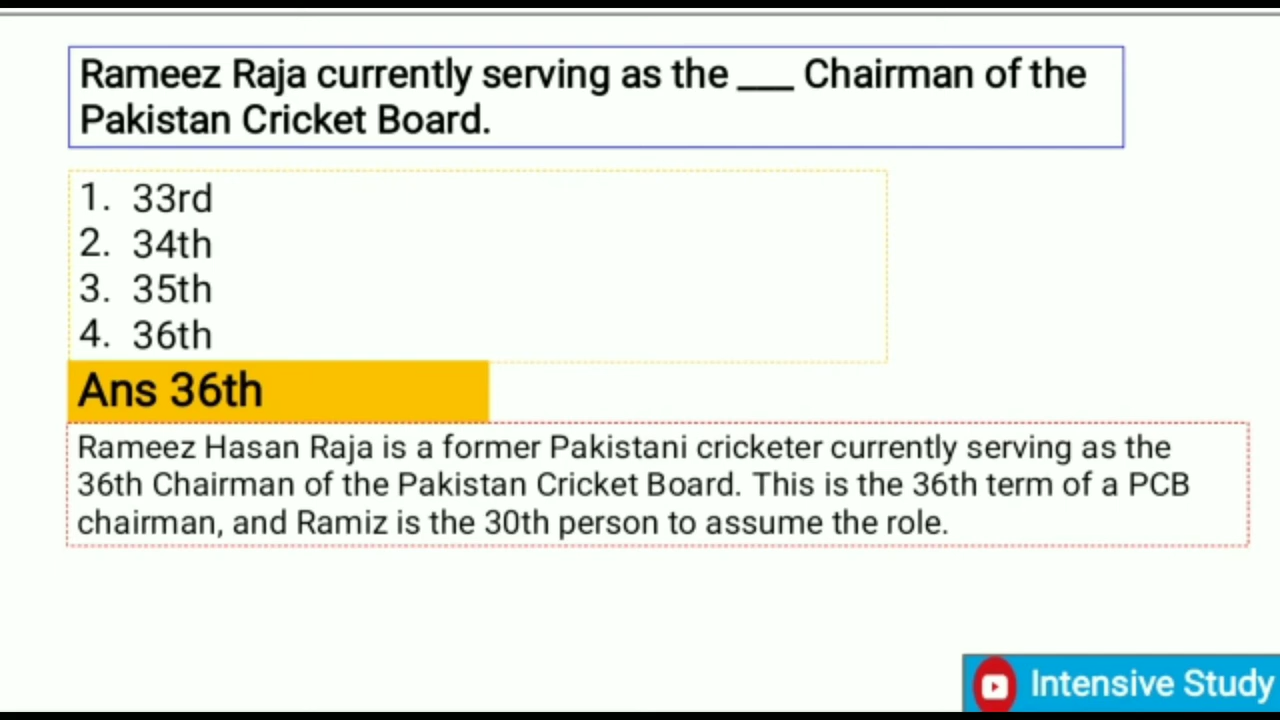 Rameez Raja currently serving as the ___ Chairman of the
Pakistan Cricket Board.
1. 33rd
2. 34th
3. 35th
4. 36th
Ans 36th
Rameez Hasan Raja is a former Pakistani cricketer currently serving as the
36th Chairman of the Pakistan Cricket Board. This is the 36th term of a PCB
chairman, and Ramiz is the 30th person to assume the role.
Intensive Study